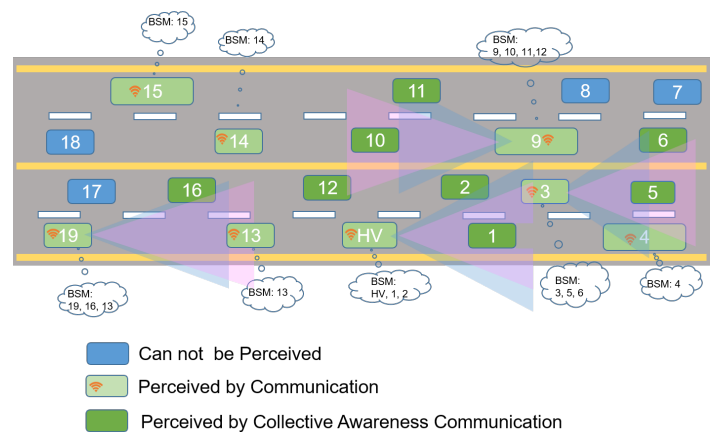 BSM: 15
BSM: 14
BSM:
9, 10, 11,12
15
11
8
7
18
14
10
9
6
17
16
12
2
3
5
19
13
HV
1
4
BSM:
19, 16, 13
BSM: 13
BSM:
HV, 1, 2
BSM:
3, 5, 6
BSM: 4
Can not be Perceived
Perceived by Communication
Perceived by Collective Awareness Communication